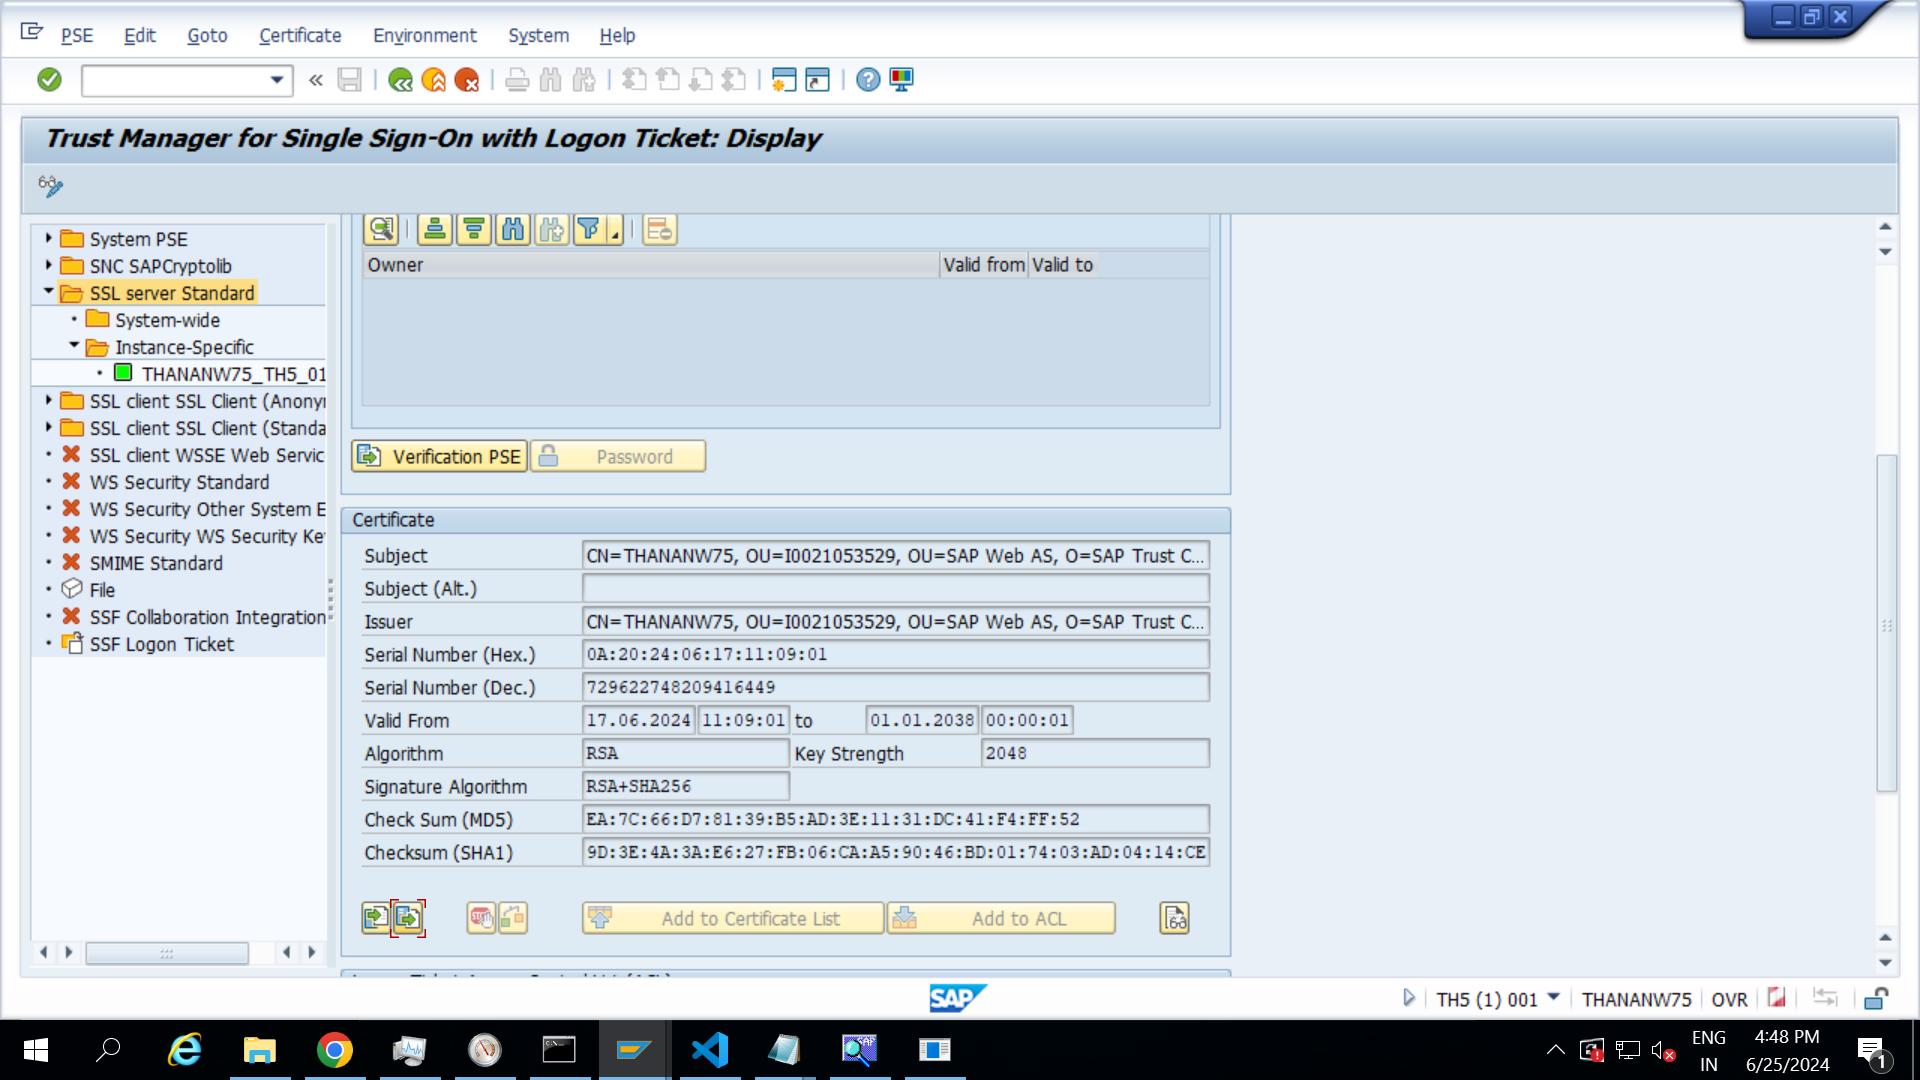 PSE Edit Goto Certificate Environment System Help
Trust Manager for Single Sign-On with Logon Ticket: Display
System PSE
SNC SAPCryptolib
SSL server Standard
System-wide
Instance-Specific
THANANW75_TH5_01
SSL client SSL Client (Anony
SSL client SSL Client (Standa
SSL client WSSE Web Servic
WS Security Standard
WS Security Other System E
WS Security WS Security Ke
SMIME Standard
File
SSF Collaboration Integration
SSF Logon Ticket
Owner Valid from Valid to
Verification PSE Password
Certificate
Subject CN=THANANW75, OU=I0021053529, OU=SAP Web AS, O=SAP Trust C...
Subject (Alt.)
Issuer CN=THANANW75, OU=I0021053529, OU=SAP Web AS, O=SAP Trust C...
Serial Number (Hex.) 0A:20:24:06:17:11:09:01
Serial Number (Dec.) 729622748209416449
Valid From 17.06.2024 11:09:01 to 01.01.2038 00:00:01
Algorithm RSA Key Strength 2048
Signature Algorithm RSA+SHA256
Check Sum (MD5) EA:7C:66:D7:81:39:B5:AD:3E:11:31:DC:41:F4:FF:52
Checksum (SHA1) 9D:3E:4A:3A:E6:27:FB:06:CA:A5:90:46:BD:01:74:03:AD:04:14:CE
Add to Certificate List Add to ACL
SAP TH5 (1) 001 THANANW75 OVR
ENG 4:48 PM
IN 6/25/2024 1